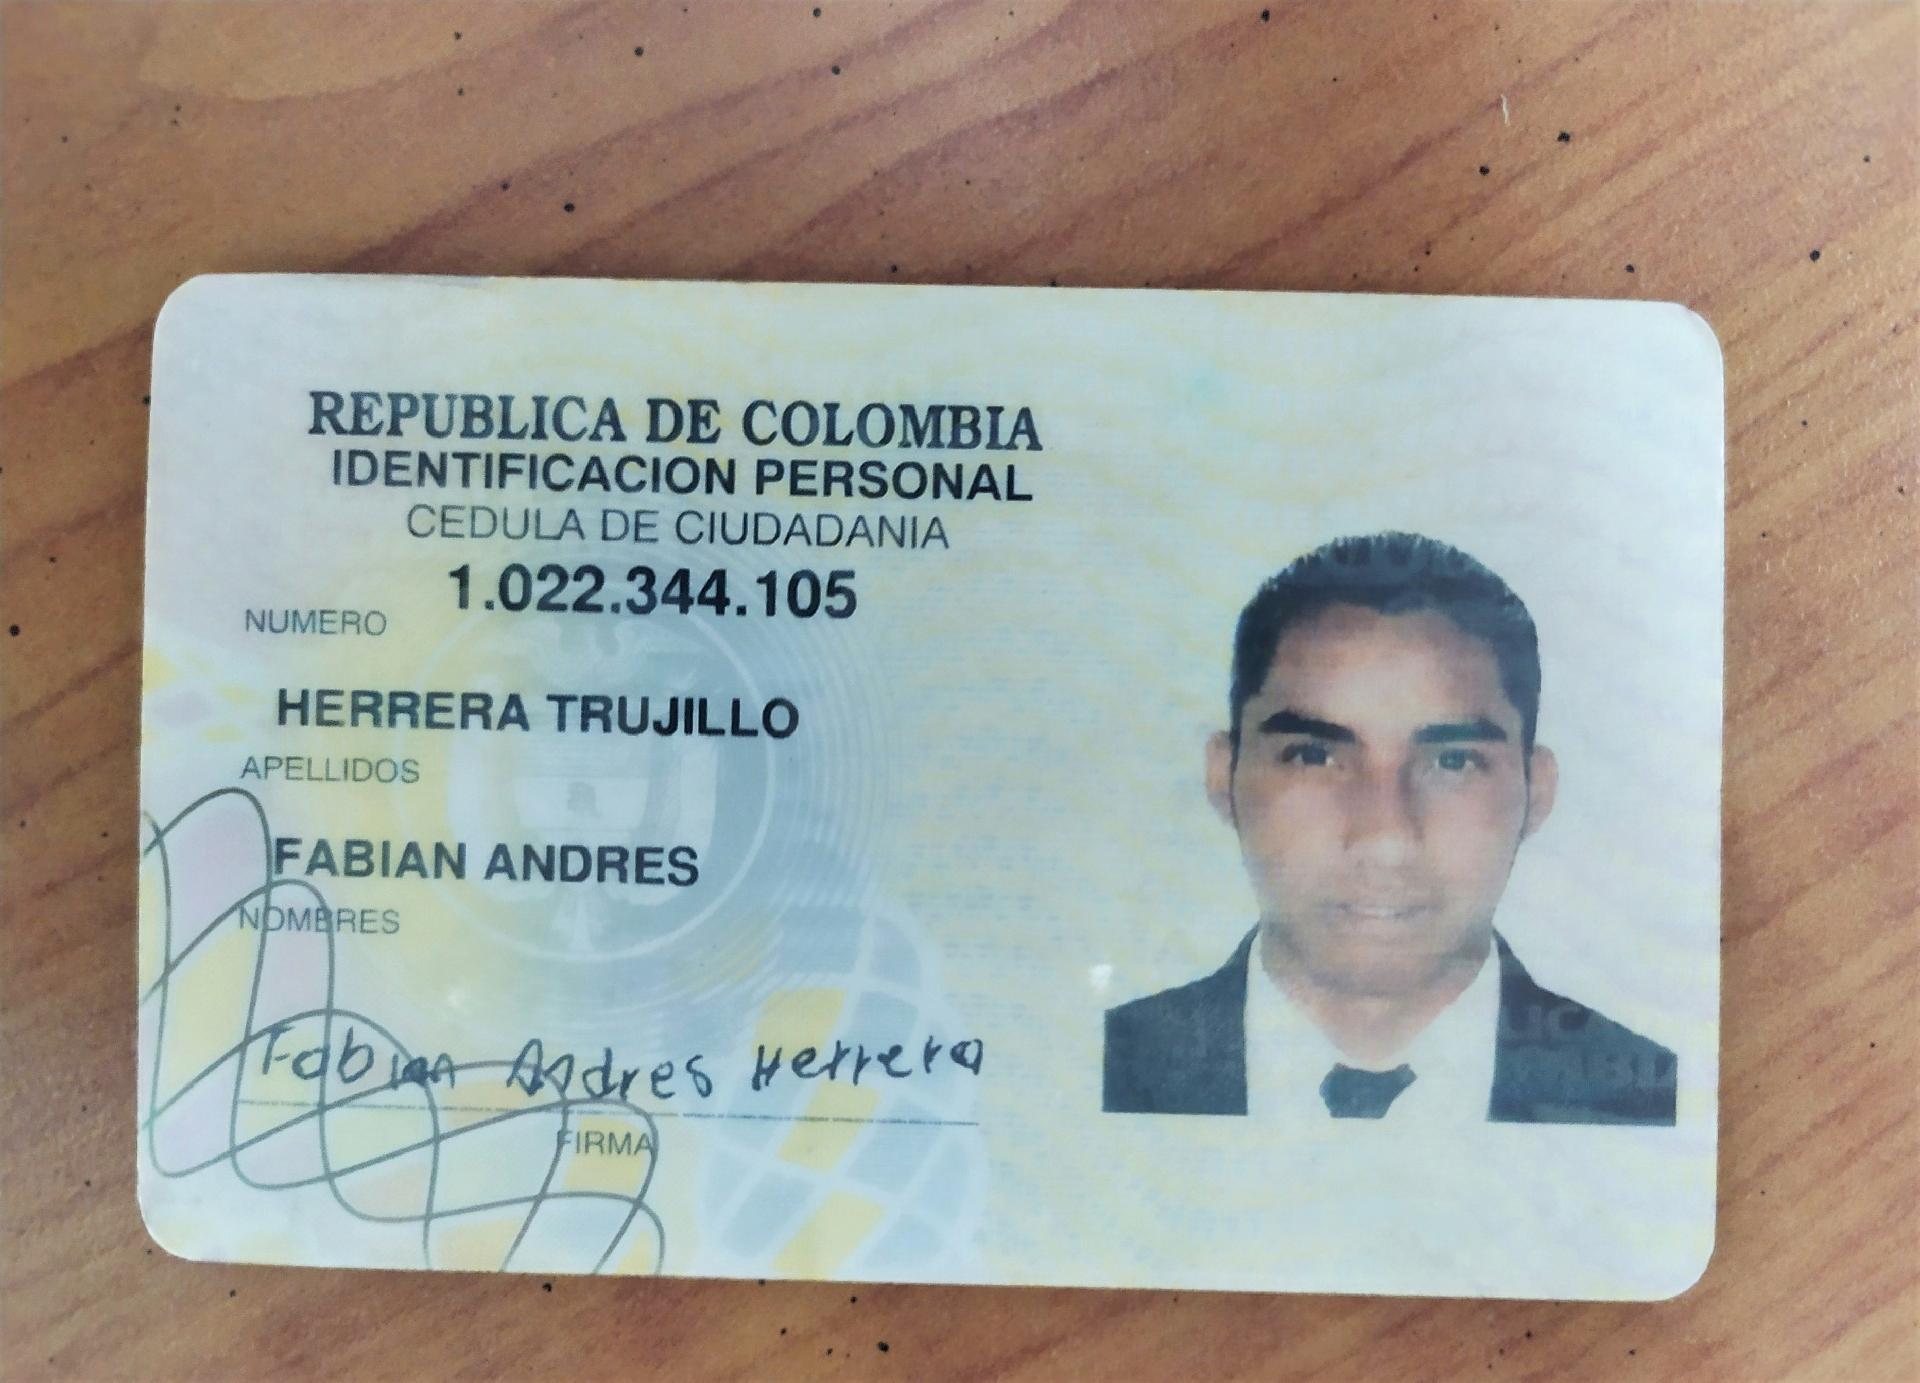 REPUBLICA DE COLOMBIA
IDENTIFICACION PERSONAL
CEDULA DE CIUDADANIA
1.022.344.105
NUMERO
HERRERA TRUJILLO
APELLIDOS
FABIAN ANDRES
NOMBRES
Fabian Andres Herrera
FIRMA